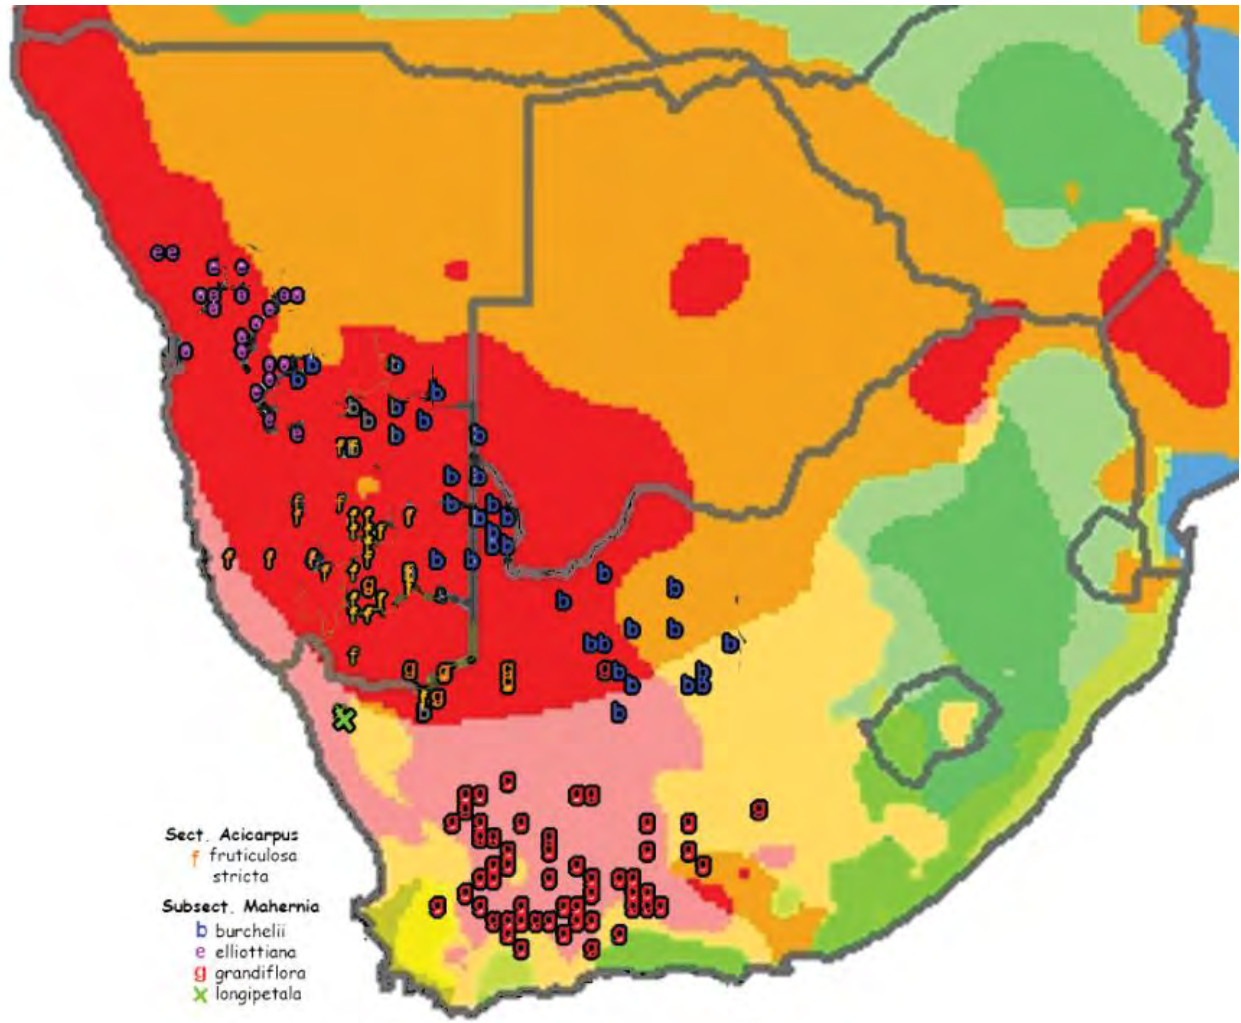 Sect. Acicarpus
f fruticulosa
stricta
Subsect. Mahernia
b burchelii
e elliottiana
g grandiflora
x longipetala